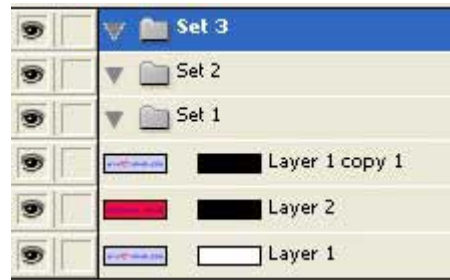 Set 3
Set 2
Set 1
Layer 1 copy 1
Layer 2
Layer 1